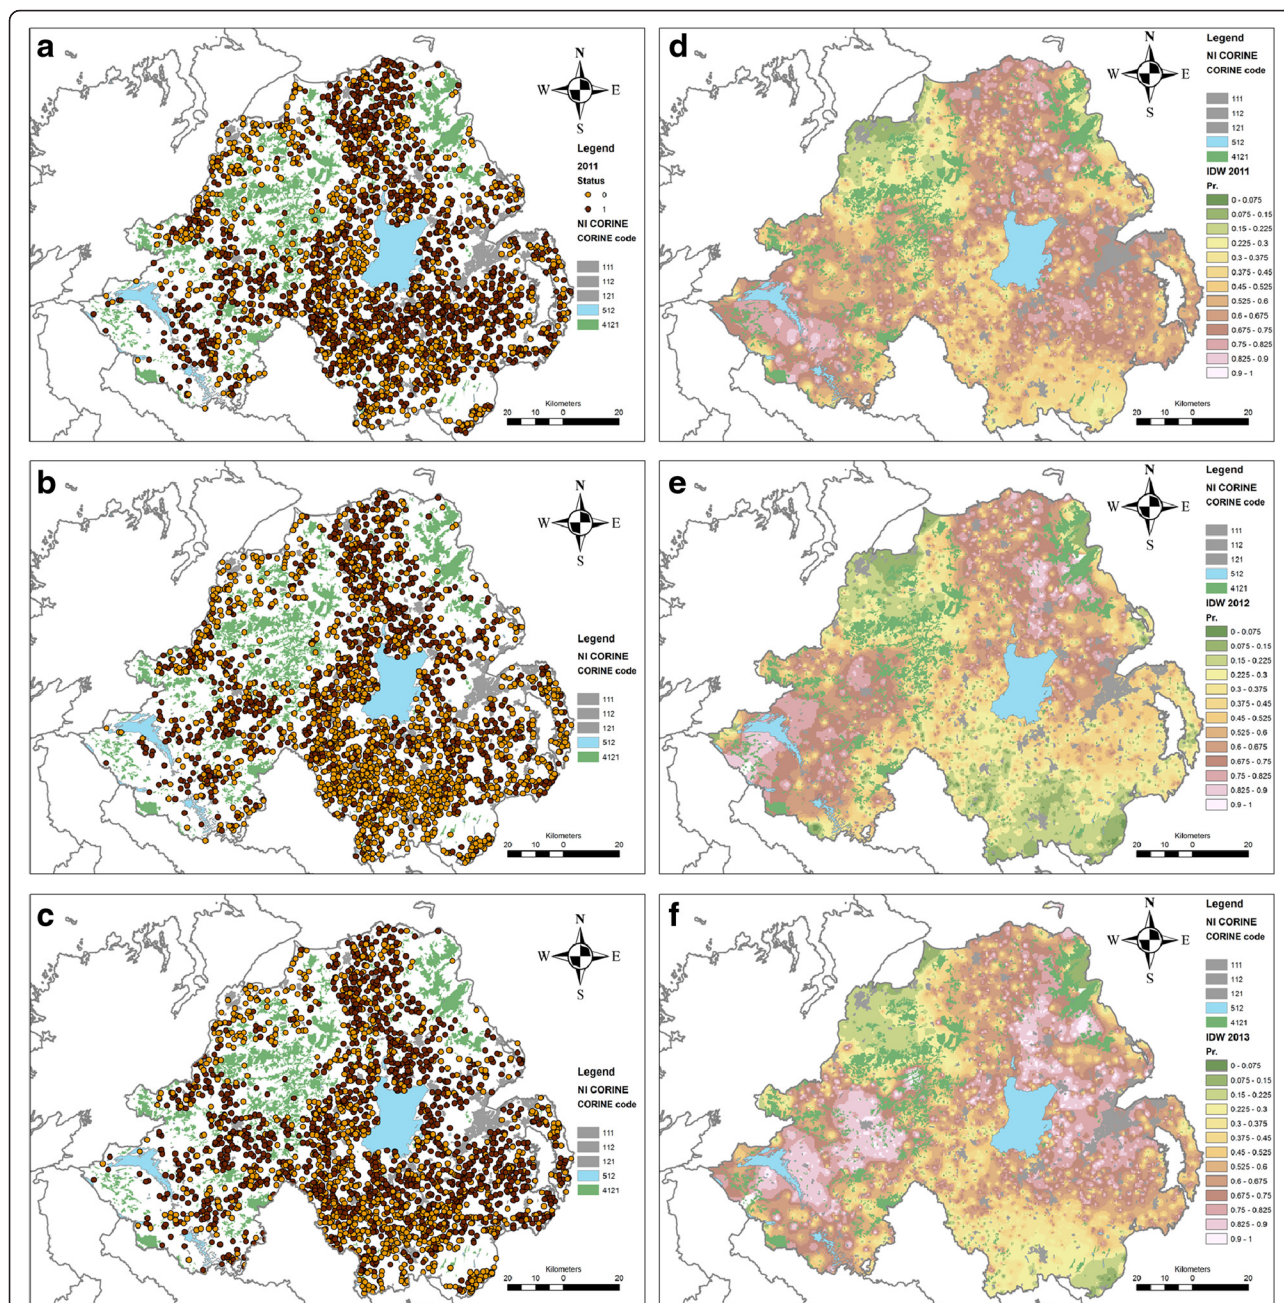 a
N
W
E
S
Legend
2011
Status
0
1
NI CORINE
CORINE code
111
112
121
512
4121
Kilometers
20 10 0 20
d
N
W
E
S
Legend
NI CORINE
CORINE code
111
112
121
512
4121
IDW 2011
Pr.
0 - 0.075
0.075 - 0.15
0.15 - 0.225
0.225 - 0.3
0.3 - 0.375
0.375 - 0.45
0.45 - 0.525
0.525 - 0.6
0.6 - 0.675
0.675 - 0.75
0.75 - 0.825
0.825 - 0.9
0.9 - 1
Kilometers
20 10 0 20
b
N
W
E
S
Legend
NI CORINE
CORINE code
111
112
121
512
4121
Kilometers
20 10 0 20
e
N
W
E
S
Legend
NI CORINE
CORINE code
111
112
121
512
4121
IDW 2012
Pr.
0 - 0.075
0.075 - 0.15
0.15 - 0.225
0.225 - 0.3
0.3 - 0.375
0.375 - 0.45
0.45 - 0.525
0.525 - 0.6
0.6 - 0.675
0.675 - 0.75
0.75 - 0.825
0.825 - 0.9
0.9 - 1
Kilometers
20 10 0 20
c
N
W
E
S
Legend
NI CORINE
CORINE code
111
112
121
512
4121
Kilometers
20 10 0 20
f
N
W
E
S
Legend
NI CORINE
CORINE code
111
112
121
512
4121
IDW 2013
Pr.
0 - 0.075
0.075 - 0.15
0.15 - 0.225
0.225 - 0.3
0.3 - 0.375
0.375 - 0.45
0.45 - 0.525
0.525 - 0.6
0.6 - 0.675
0.675 - 0.75
0.75 - 0.825
0.825 - 0.9
0.9 - 1
Kilometers
20 10 0 20